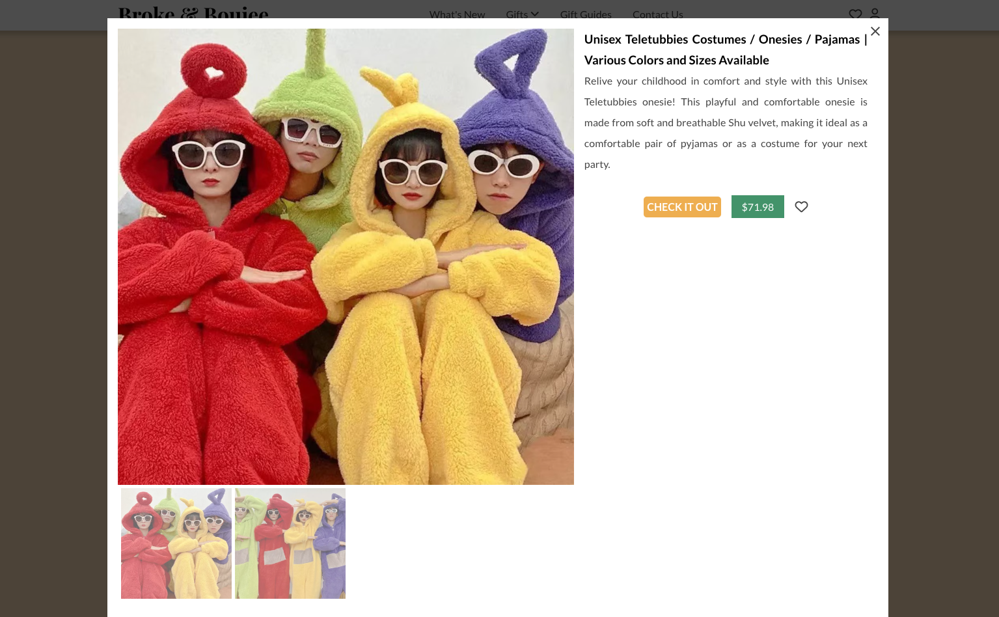 Broke & Boujee
What's New
Gifts
Gift Guides
Contact Us
Unisex Teletubbies Costumes / Onesies / Pajamas |
Various Colors and Sizes Available
Relive your childhood in comfort and style with this Unisex
Teletubbies onesie! This playful and comfortable onesie is
made from soft and breathable Shu velvet, making it ideal as a
comfortable pair of pyjamas or as a costume for your next
party.
CHECK IT OUT
$71.98